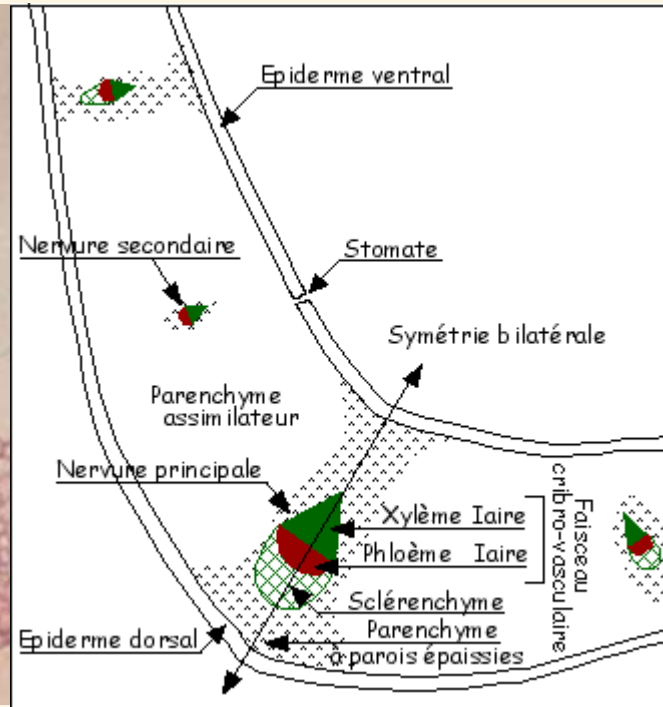 Epiderme ventral
Nervure secondaire
Stomate
Symétrie bilatérale
Parenchyme
assimilateur
Nervure principale
Xylème Iaire
Phloème Iaire
Faisceau
cribro-vasculaire
Sclérenchyme
Epiderme dorsal
Parenchyme
à parois épaissies